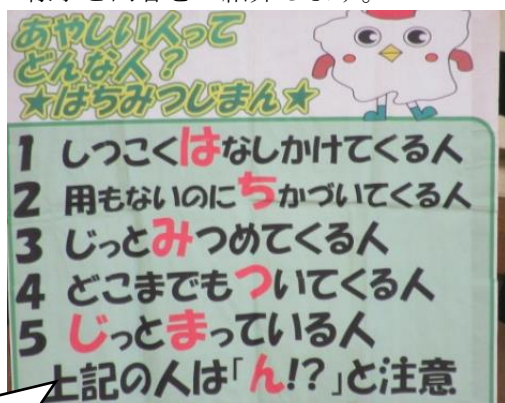 あやしい人って
どんな人？
★はちみつじまん★
1 しつこくはなしかけてくる人
2 用もないのにちかづいてくる人
3 じっとみつめてくる人
4 どこまでもついてくる人
5 じっとまっている人
上記の人は「ん!?」と注意